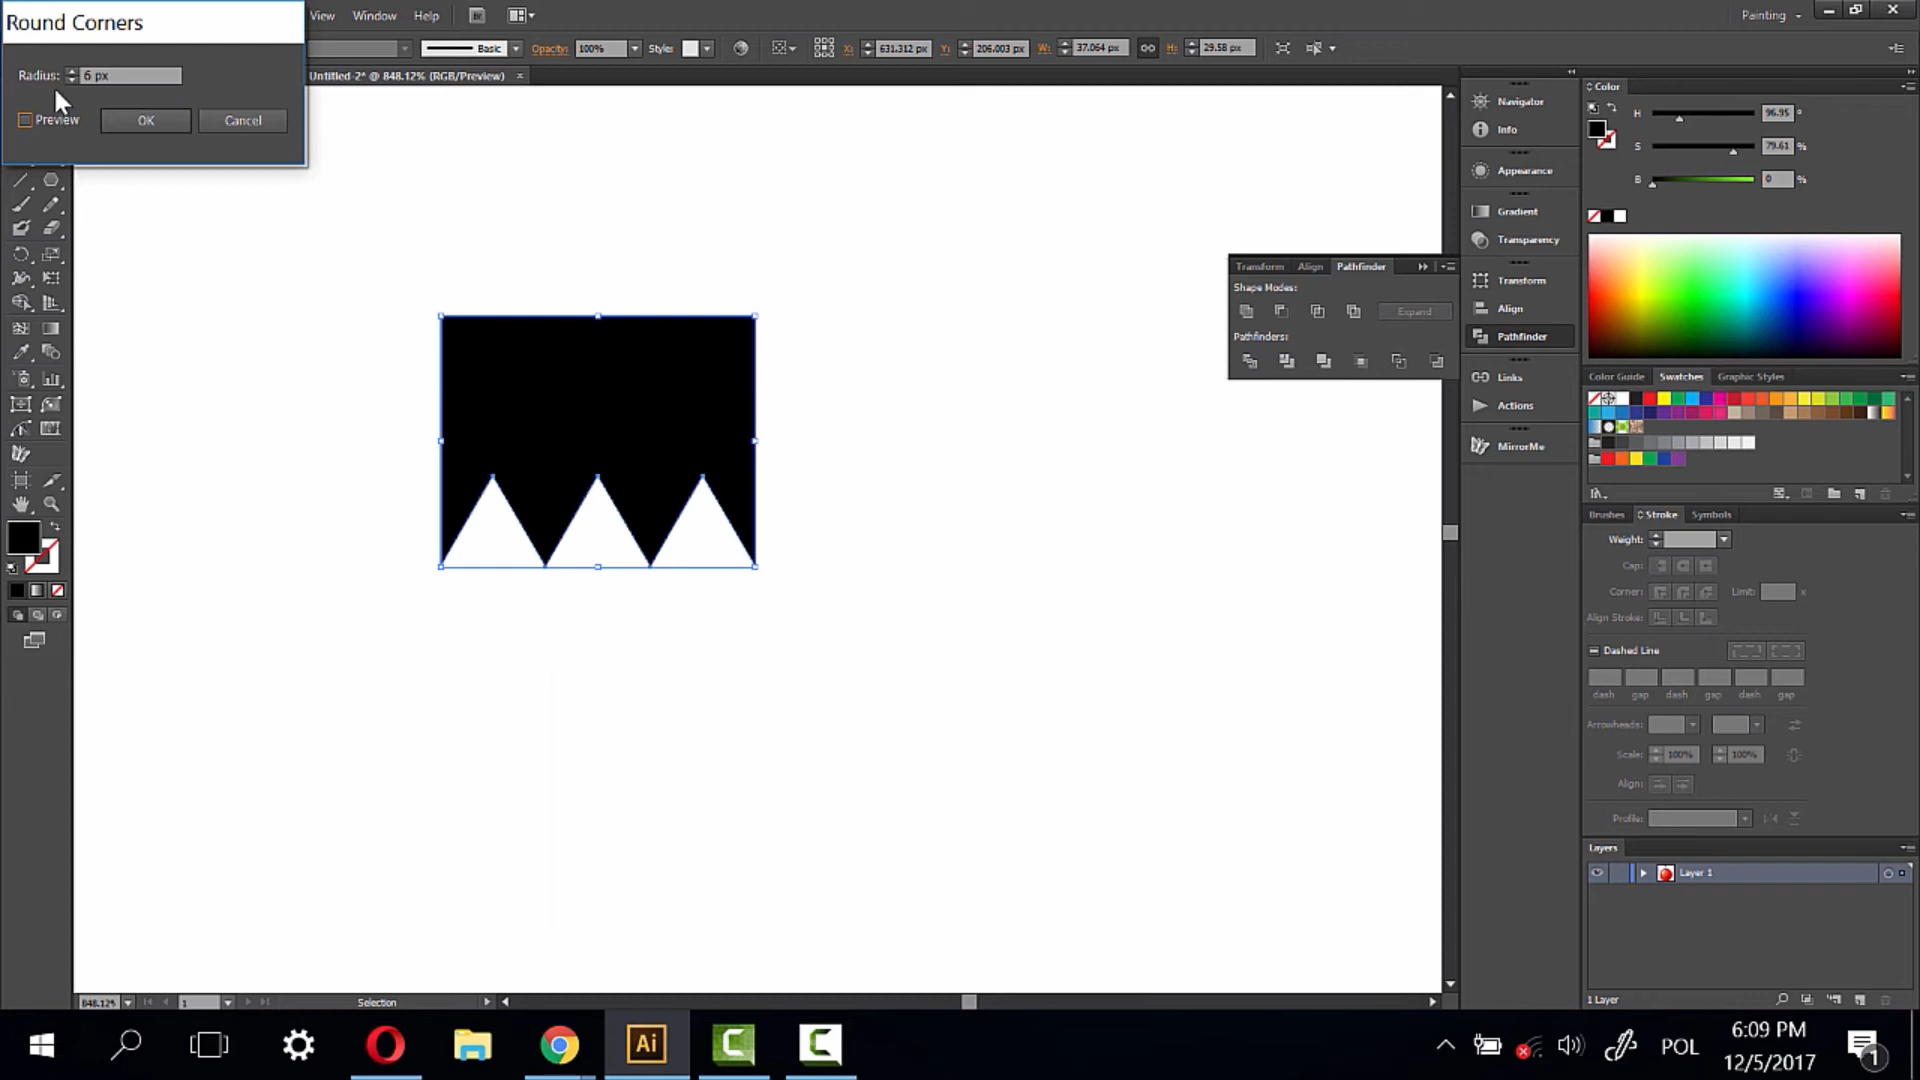 Round Corners
View Window Help
Painting
Radius: 6 px
Preview OK Cancel
Basic Opacity: 100% Style: X: 631.312 px Y: 206.003 px W: 37.064 px H: 29.58 px
Untitled-2* @ 848.12% (RGB/Preview) ×
Navigator
Info
Appearance
Gradient
Transparency
Transform
Align
Pathfinder
Links
Actions
MirrorMe
Transform Align Pathfinder
Shape Modes:
Expand
Pathfinders:
Color
H 96.95 °
S 79.61 %
B 0 %
Color Guide Swatches Graphic Styles
Brushes Stroke Symbols
Weight:
Cap:
Corner: Limit: x
Align Stroke:
Dashed Line
dash gap dash gap dash gap
Arrowheads:
Scale: 100% 100%
Align:
Profile:
Layers
Layer 1
1 Layer
848.12% 1 Selection
Ai
POL
6:09 PM
12/5/2017
1